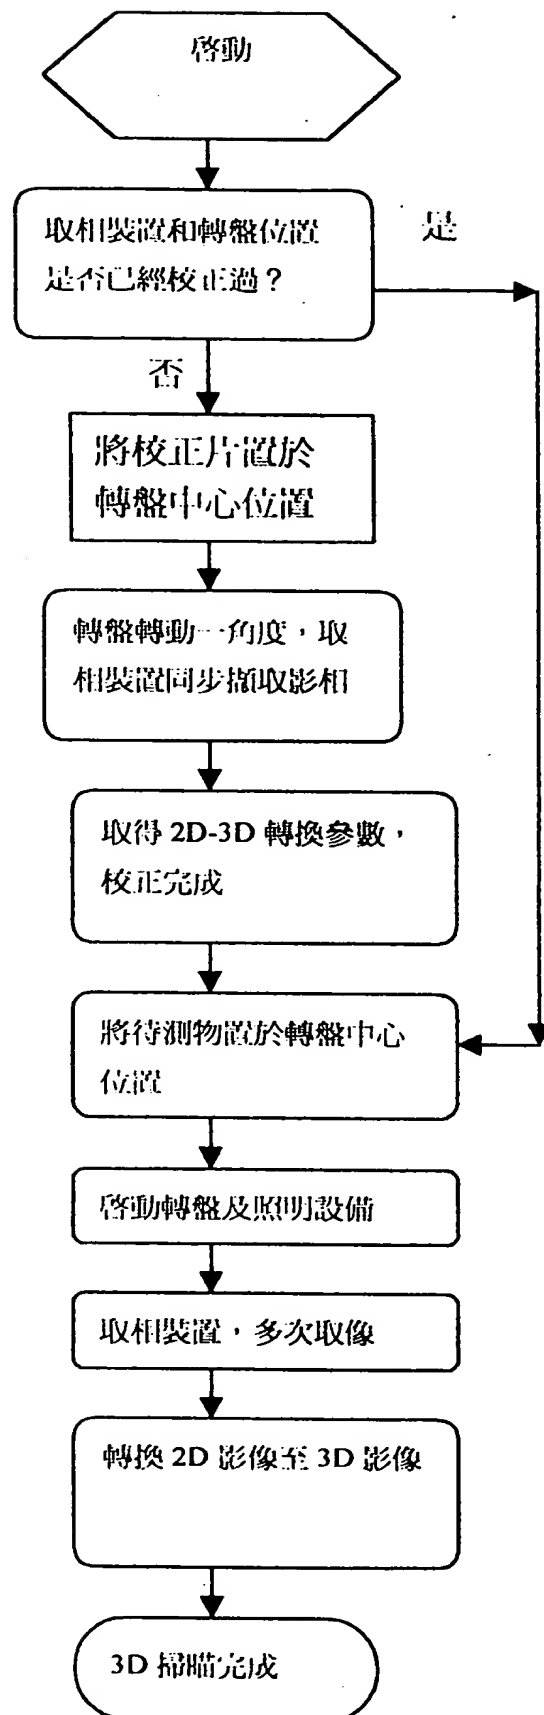 啓動
取相裝置和轉盤位置
是否已經校正過？
是
否
將校正片置於
轉盤中心位置
轉盤轉動一角度，取
相裝置同步擷取影相
取得 2D-3D 轉換參數，
校正完成
將待測物置於轉盤中心
位置
啓動轉盤及照明設備
取相裝置，多次取像
轉換 2D 影像至 3D 影像
3D 掃瞄完成